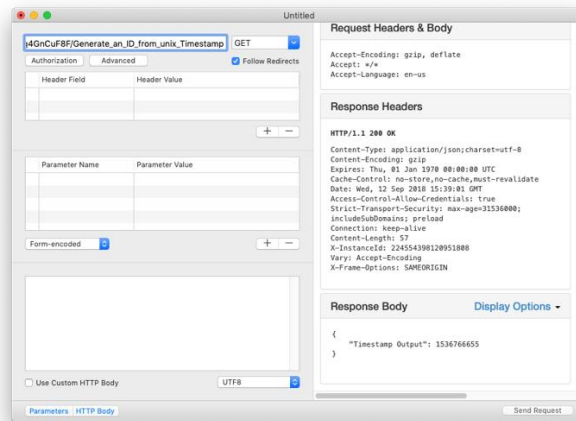 Untitled
q4GnCuF8F/Generate_an_ID_from_unix_Timestamp
GET
Authorization
Advanced
Follow Redirects
Header Field
Header Value
+ −
Parameter Name
Parameter Value
Form-encoded
+ −
Use Custom HTTP Body
UTF8
Parameters
HTTP Body
Request Headers & Body
Accept-Encoding: gzip, deflate
Accept: */*
Accept-Language: en-us
Response Headers
HTTP/1.1 200 OK
Content-Type: application/json;charset=utf-8
Content-Encoding: gzip
Expires: Thu, 01 Jan 1970 00:00:00 UTC
Cache-Control: no-store,no-cache,must-revalidate
Date: Wed, 12 Sep 2018 15:39:01 GMT
Access-Control-Allow-Credentials: true
Strict-Transport-Security: max-age=31536000;
includeSubDomains; preload
Connection: keep-alive
Content-Length: 57
X-InstanceId: 224554398120951808
Vary: Accept-Encoding
X-Frame-Options: SAMEORIGIN
Response Body
Display Options
{
"Timestamp Output": 1536766655
}
Send Request